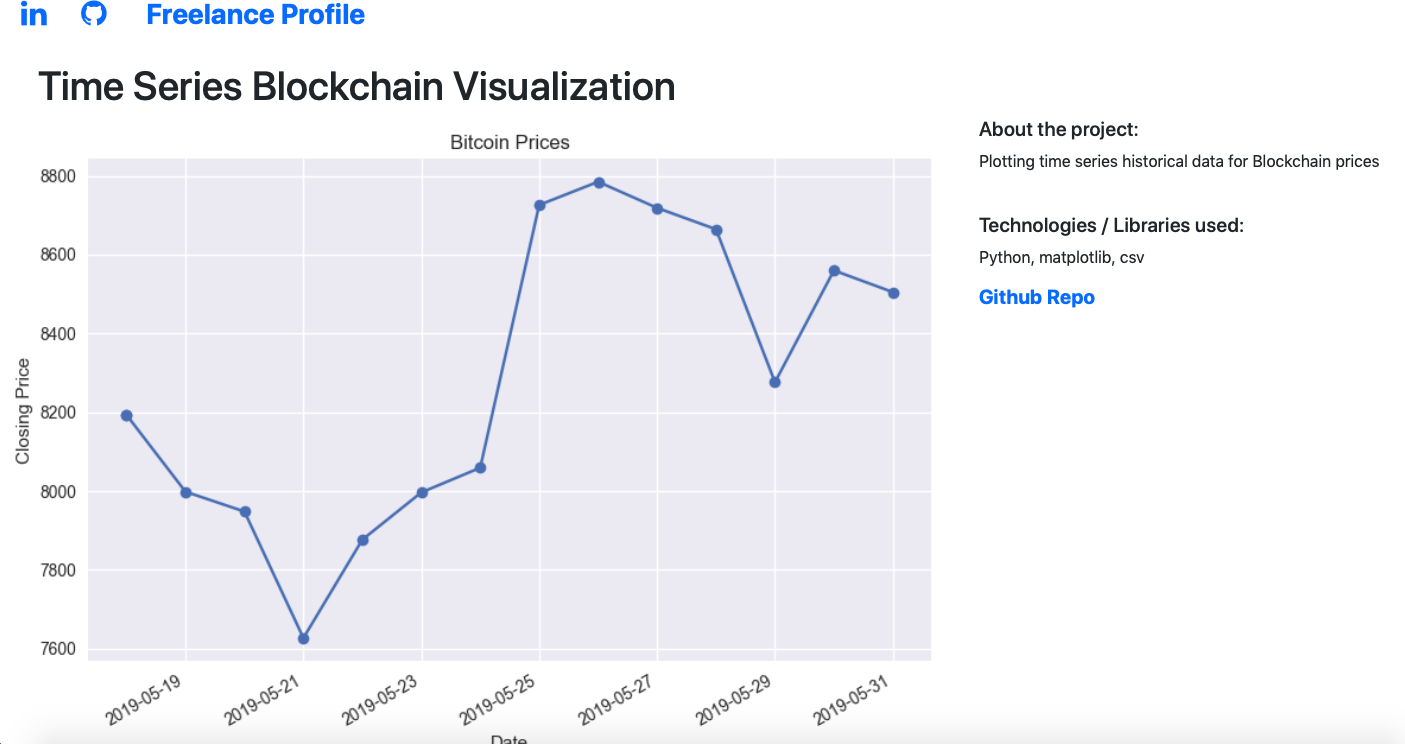 in Freelance Profile
Time Series Blockchain Visualization
Bitcoin Prices
8800
8600
8400
8200
8000
7800
7600
Closing Price
2019-05-19
2019-05-21
2019-05-23
2019-05-25
2019-05-27
2019-05-29
2019-05-31
Date
About the project:
Plotting time series historical data for Blockchain prices
Technologies / Libraries used:
Python, matplotlib, csv
Github Repo